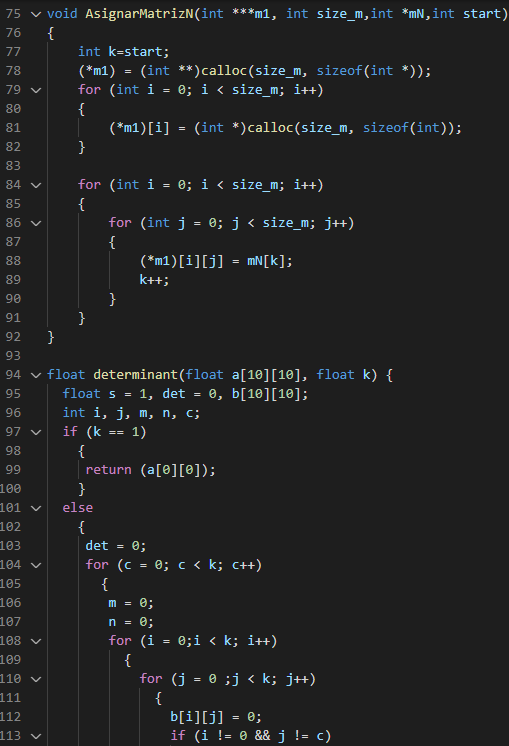 75 void AsignarMatrizN(int ***m1, int size_m,int *mN,int start)
76 {
77     int k=start;
78     (*m1) = (int **)calloc(size_m, sizeof(int *));
79     for (int i = 0; i < size_m; i++)
80     {
81         (*m1)[i] = (int *)calloc(size_m, sizeof(int));
82     }
83
84     for (int i = 0; i < size_m; i++)
85     {
86         for (int j = 0; j < size_m; j++)
87         {
88             (*m1)[i][j] = mN[k];
89             k++;
90         }
91     }
92 }
93
94 float determinant(float a[10][10], float k) {
95   float s = 1, det = 0, b[10][10];
96   int i, j, m, n, c;
97   if (k == 1)
98     {
99      return (a[0][0]);
100     }
101   else
102     {
103      det = 0;
104      for (c = 0; c < k; c++)
105        {
106         m = 0;
107         n = 0;
108         for (i = 0;i < k; i++)
109           {
110             for (j = 0 ;j < k; j++)
111               {
112                 b[i][j] = 0;
113                 if (i != 0 && j != c)